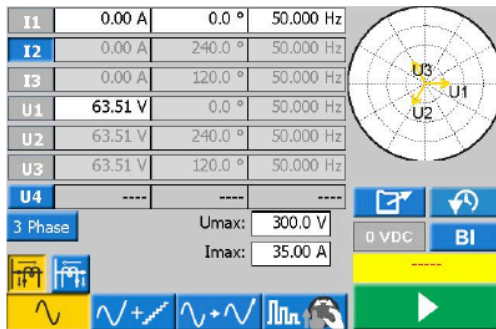 I1 0.00 A 0.0 ° 50.000 Hz
I2 0.00 A 240.0 ° 50.000 Hz
I3 0.00 A 120.0 ° 50.000 Hz
U1 63.51 V 0.0 ° 50.000 Hz
U2 63.51 V 240.0 ° 50.000 Hz
U3 63.51 V 120.0 ° 50.000 Hz
U4 ---- ---- ----
U3
U1
U2
3 Phase
Umax: 300.0 V
Imax: 35.00 A
0 VDC
BI
-----